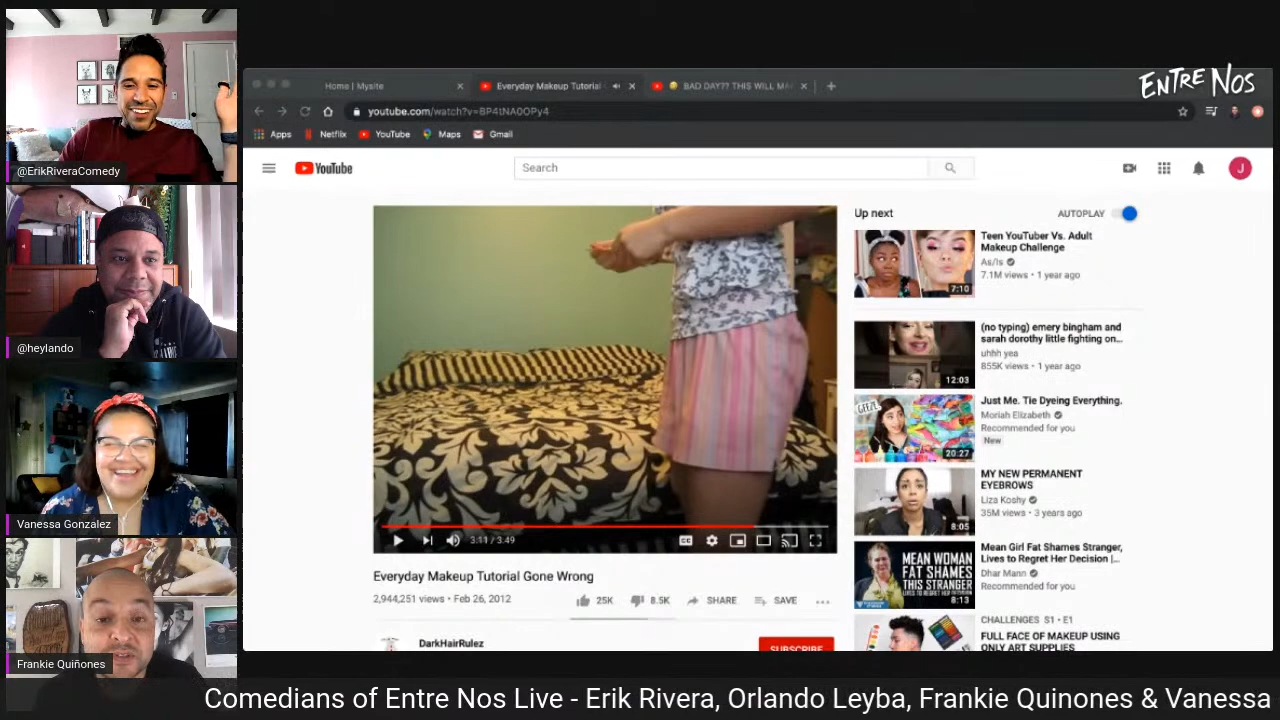 @ErikRiveraComedy
@heylando
Vanessa Gonzalez
Frankie Quiñones
ENTRE NOS
Home | Mysite
Everyday Makeup Tutorial
BAD DAY?? THIS WILL MA
youtube.com/watch?v=BP4tNA0OPy4
Apps Netflix YouTube Maps Gmail
YouTube
Search
J
3:11 / 3:49
Everyday Makeup Tutorial Gone Wrong
2,944,251 views • Feb 26, 2012
25K 8.5K SHARE SAVE
DarkHairRulez
SUBSCRIBE
Up next
AUTOPLAY
7:10
Teen YouTuber Vs. Adult
Makeup Challenge
As/Is
7.1M views • 1 year ago
12:03
(no typing) emery bingham and
sarah dorothy little fighting on...
uhhh yea
855K views • 1 year ago
20:27
Just Me. Tie Dyeing Everything.
Moriah Elizabeth
Recommended for you
New
8:05
MY NEW PERMANENT
EYEBROWS
Liza Koshy
35M views • 3 years ago
MEAN WOMAN
FAT SHAMES
THIS STRANGER
LIVES TO REGRET HER DECISION
8:13
Mean Girl Fat Shames Stranger,
Lives to Regret Her Decision |...
Dhar Mann
Recommended for you
CHALLENGES S1 • E1
FULL FACE OF MAKEUP USING
ONLY ART SUPPLIES
Comedians of Entre Nos Live - Erik Rivera, Orlando Leyba, Frankie Quinones & Vanessa